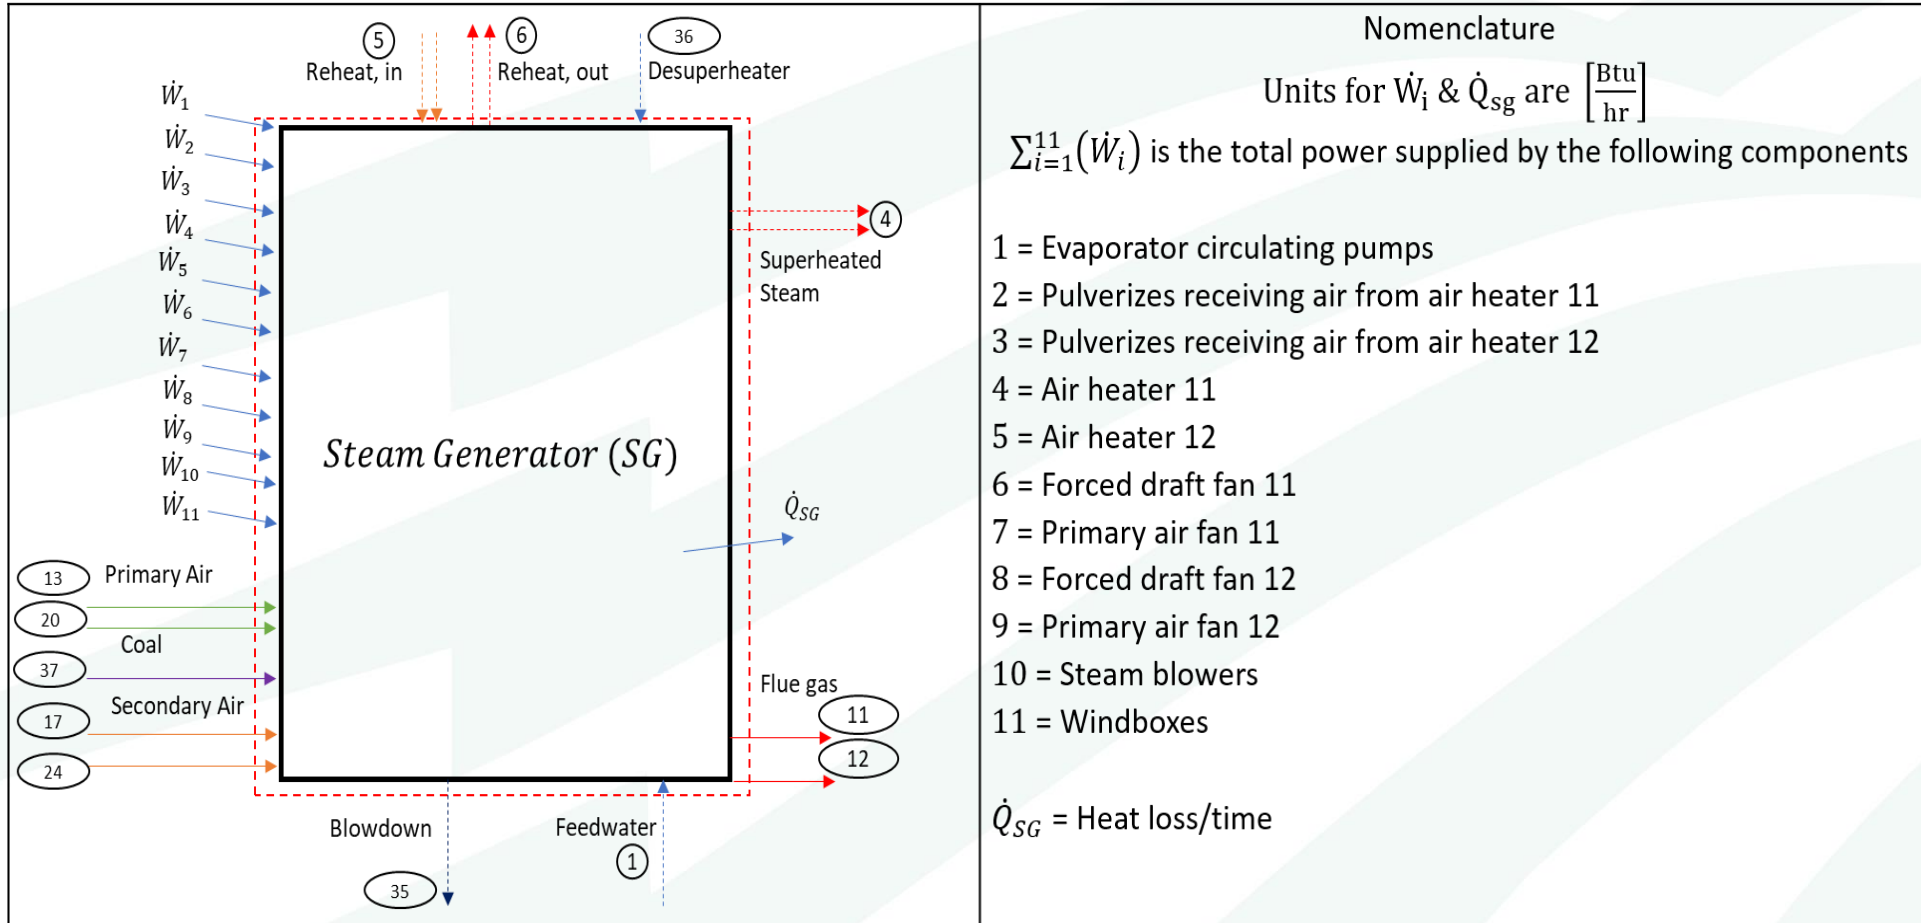 5
Reheat, in
6
Reheat, out
36
Desuperheater
Ẇ1
Ẇ2
Ẇ3
Ẇ4
Ẇ5
Ẇ6
Ẇ7
Ẇ8
Ẇ9
Ẇ10
Ẇ11
4
Superheated
Steam
Steam Generator (SG)
Q̇SG
13
Primary Air
20
Coal
37
Secondary Air
17
24
Flue gas
11
12
Blowdown
35
Feedwater
1
Nomenclature
Units for Ẇi & Q̇sg are [Btu/hr]
∑i=1^11(Ẇi) is the total power supplied by the following components
1 = Evaporator circulating pumps
2 = Pulverizes receiving air from air heater 11
3 = Pulverizes receiving air from air heater 12
4 = Air heater 11
5 = Air heater 12
6 = Forced draft fan 11
7 = Primary air fan 11
8 = Forced draft fan 12
9 = Primary air fan 12
10 = Steam blowers
11 = Windboxes
Q̇SG = Heat loss/time